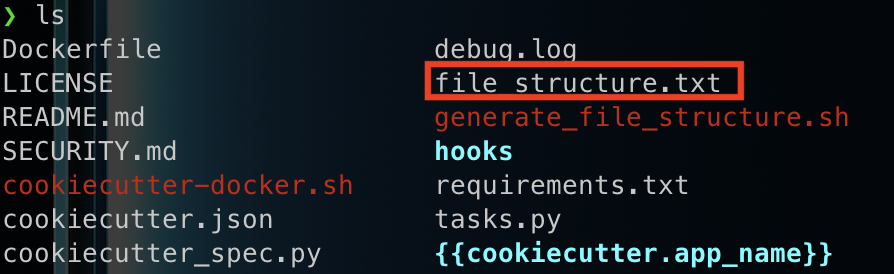 ❯ ls
Dockerfile debug.log
LICENSE file_structure.txt
README.md generate_file_structure.sh
SECURITY.md hooks
cookiecutter-docker.sh requirements.txt
cookiecutter.json tasks.py
cookiecutter_spec.py {{cookiecutter.app_name}}